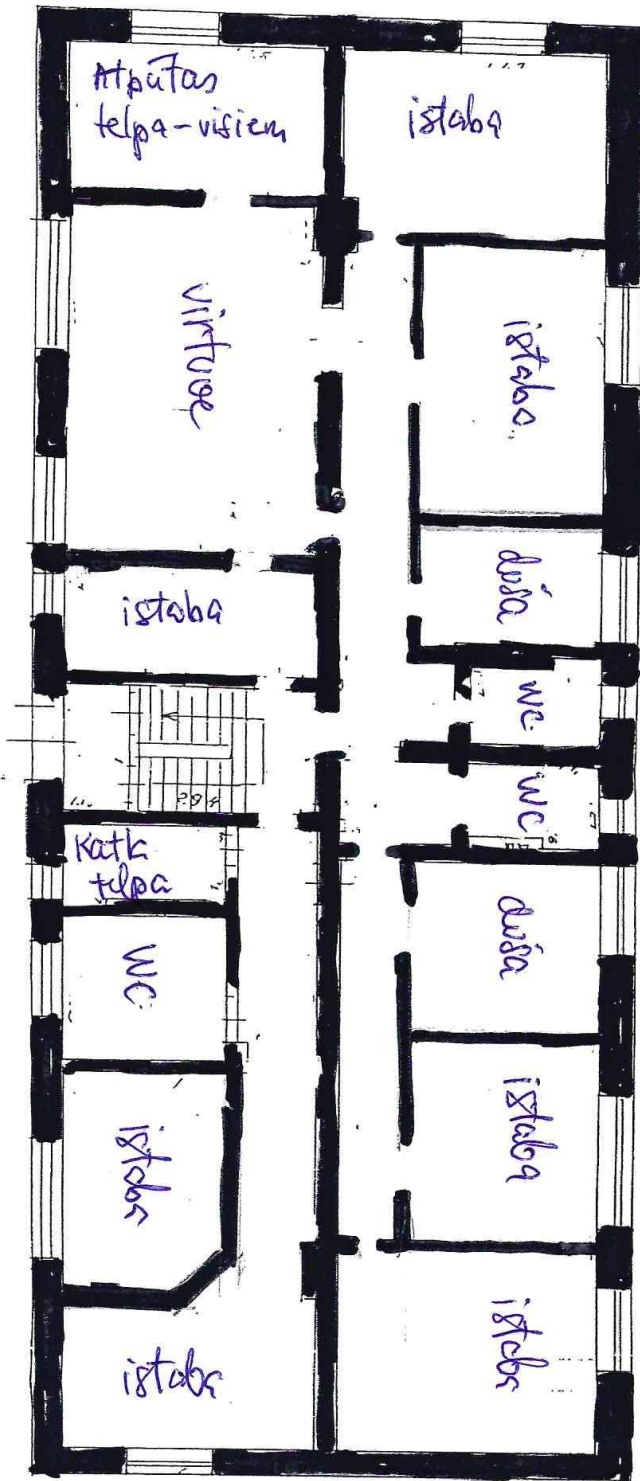 Atpūtas
telpa-visiem
istaba
virtuve
istaba
duša
istaba
WC
WC
Katla
telpa
duša
WC
istaba
istaba
istaba
istaba